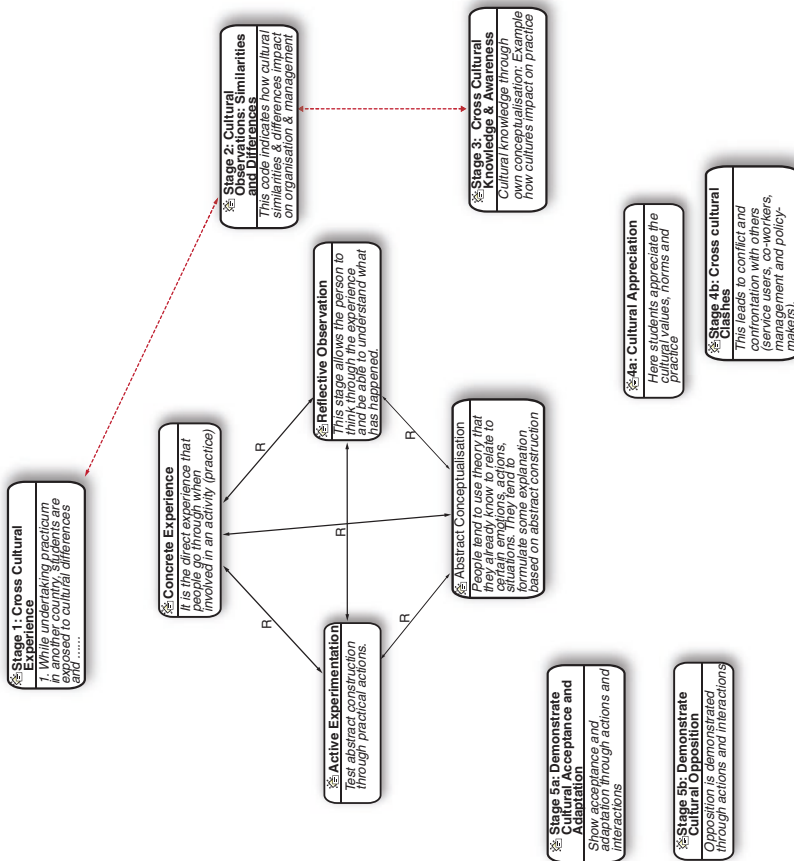 Stage 1: Cross Cultural
Experience
1. While undertaking practicum
in another country, students are
exposed to cultural differences
and ......
Stage 2: Cultural
Observations: Similarities
and Differences
This code indicates how cultural
similarities & differences impact
on organisation & management
Stage 3: Cross Cultural
Knowledge & Awareness
Cultural knowledge through
own conceptualisation: Example
how cultures impact on practice
Concrete Experience
It is the direct experience that
people go through when
involved in an activity (practice)
Reflective Observation
This stage allows the person to
think through the experience
and be able to understand what
has happened.
Abstract Conceptualisation
People tend to use theory that
they already know to relate to
certain emotions, actions,
situations. They tend to
formulate some explanation
based on abstract construction
Active Experimentation
Test abstract construction
through practical actions.
R
R
R
R
R
4a: Cultural Appreciation
Here students appreciate the
cultural values, norms and
practice
Stage 4b: Cross cultural
Clashes
This leads to conflict and
confrontation with others
(service users, co-workers,
management and policy-
makers).
Stage 5a: Demonstrate
Cultural Acceptance and
Adaptation
Show acceptance and
adaptation through actions and
interactions
Stage 5b: Demonstrate
Cultural Opposition
Opposition is demonstrated
through actions and interactions